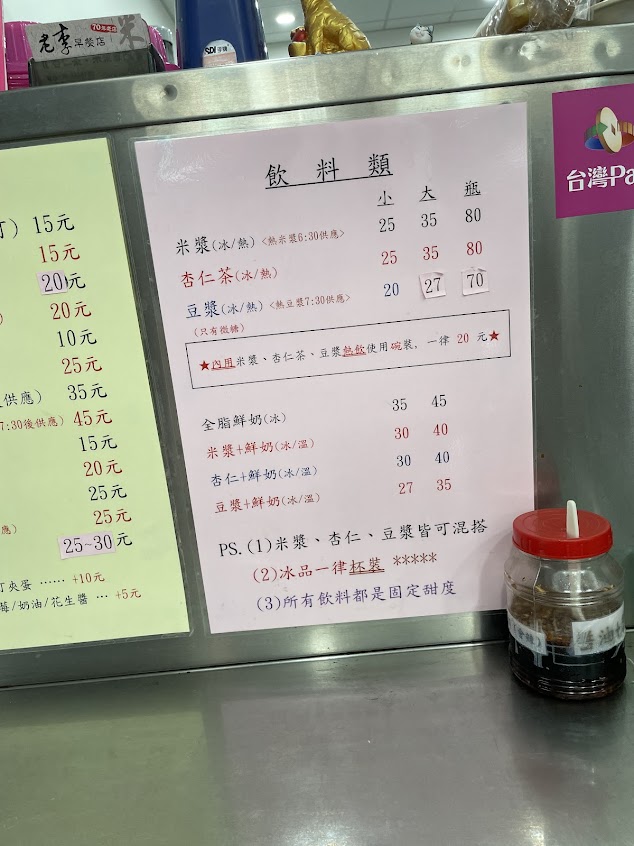 70年老店
老李早餐店
米
SDI
台灣Pa
15元
15元
20元
20元
10元
25元
供應) 35元
7:30後供應) 45元
15元
20元
25元
25元
25~30元
夾蛋 …… +10元
莓/奶油/花生醬 … +5元
飲料類
小 大 瓶
米漿(冰/熱) <熱米漿6:30供應> 25 35 80
杏仁茶(冰/熱) 25 35 80
豆漿(冰/熱) <熱豆漿7:30供應> 20 27 70
(只有微糖)
★內用米漿、杏仁茶、豆漿熱飲使用碗裝,一律 20 元★
全脂鮮奶(冰) 35 45
米漿+鮮奶(冰/溫) 30 40
杏仁+鮮奶(冰/溫) 30 40
豆漿+鮮奶(冰/溫) 27 35
PS.(1)米漿、杏仁、豆漿皆可混搭
(2)冰品一律杯裝 *****
(3)所有飲料都是固定甜度
醬油